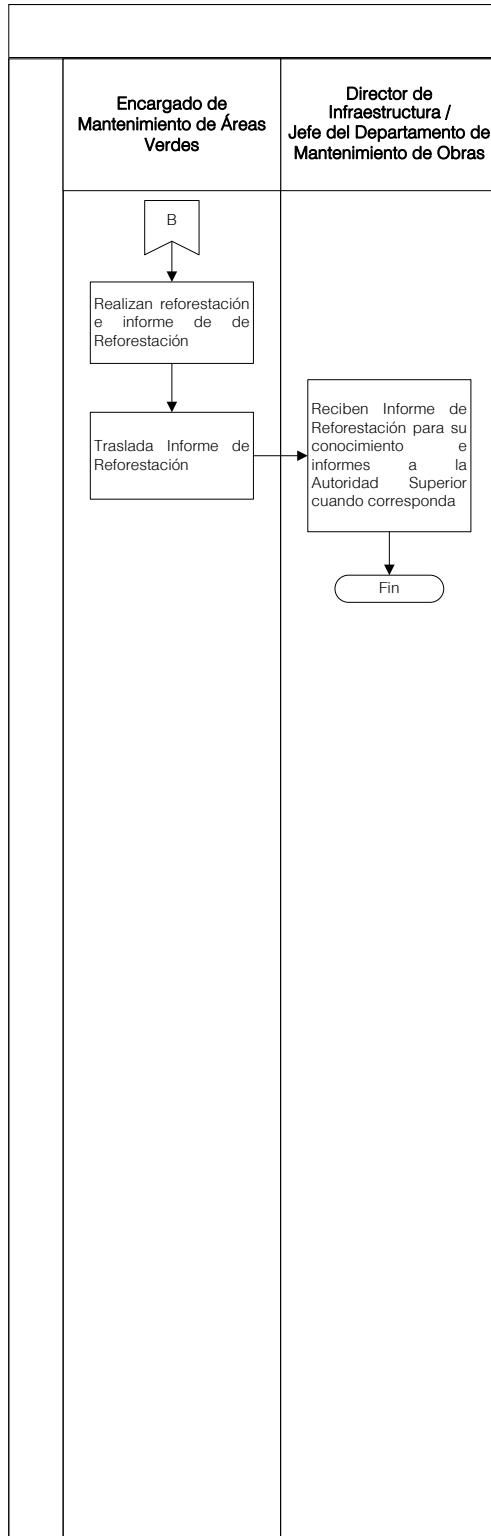 Encargado de
Mantenimiento de Áreas
Verdes
Director de
Infraestructura /
Jefe del Departamento de
Mantenimiento de Obras
B
Realizan reforestación
e informe de de
Reforestación
Traslada Informe de
Reforestación
Reciben Informe de
Reforestación para su
conocimiento e
informes a la
Autoridad Superior
cuando corresponda
Fin